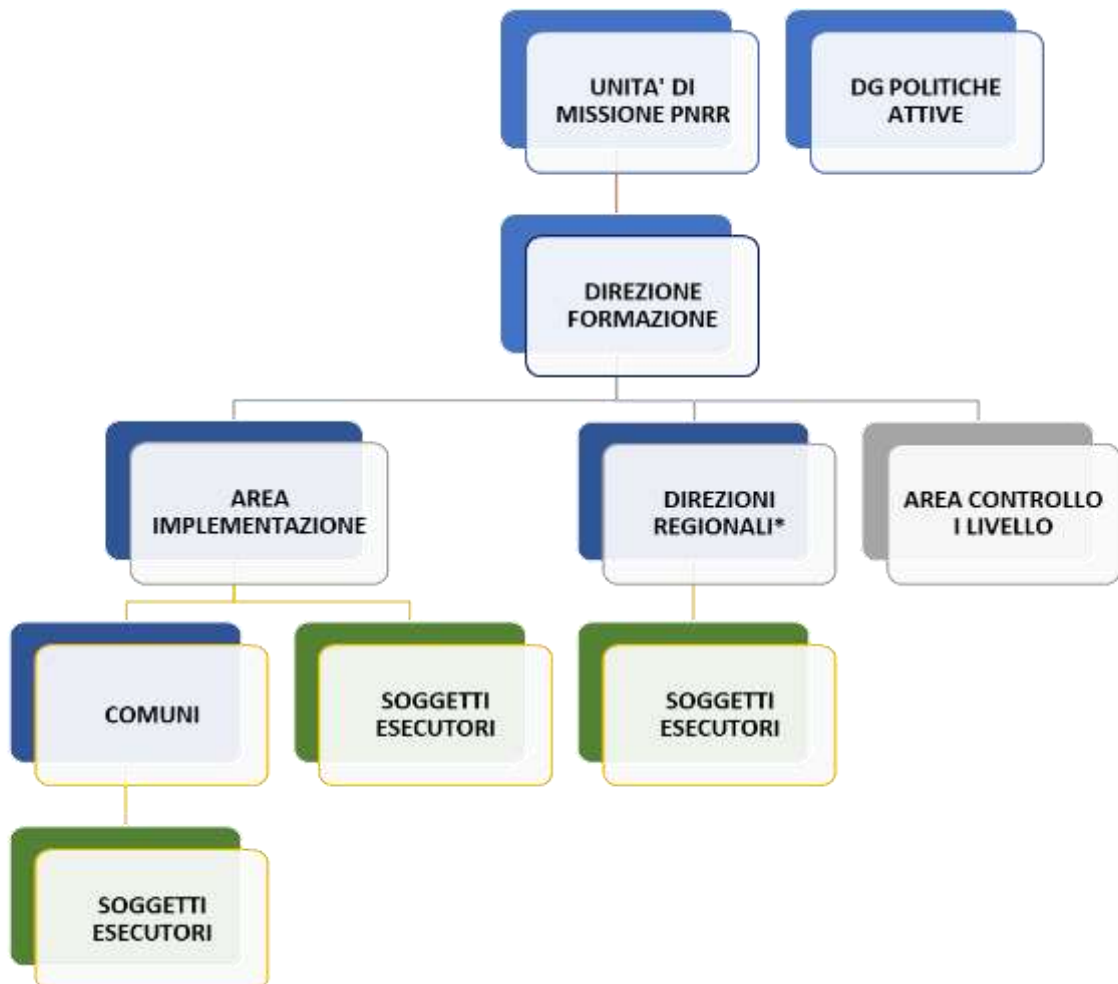 UNITA' DI
MISSIONE PNRR
DG POLITICHE
ATTIVE
DIREZIONE
FORMAZIONE
AREA
IMPLEMENTAZIONE
DIREZIONI
REGIONALI*
AREA CONTROLLO
I LIVELLO
COMUNI
SOGGETTI
ESECUTORI
SOGGETTI
ESECUTORI
SOGGETTI
ESECUTORI